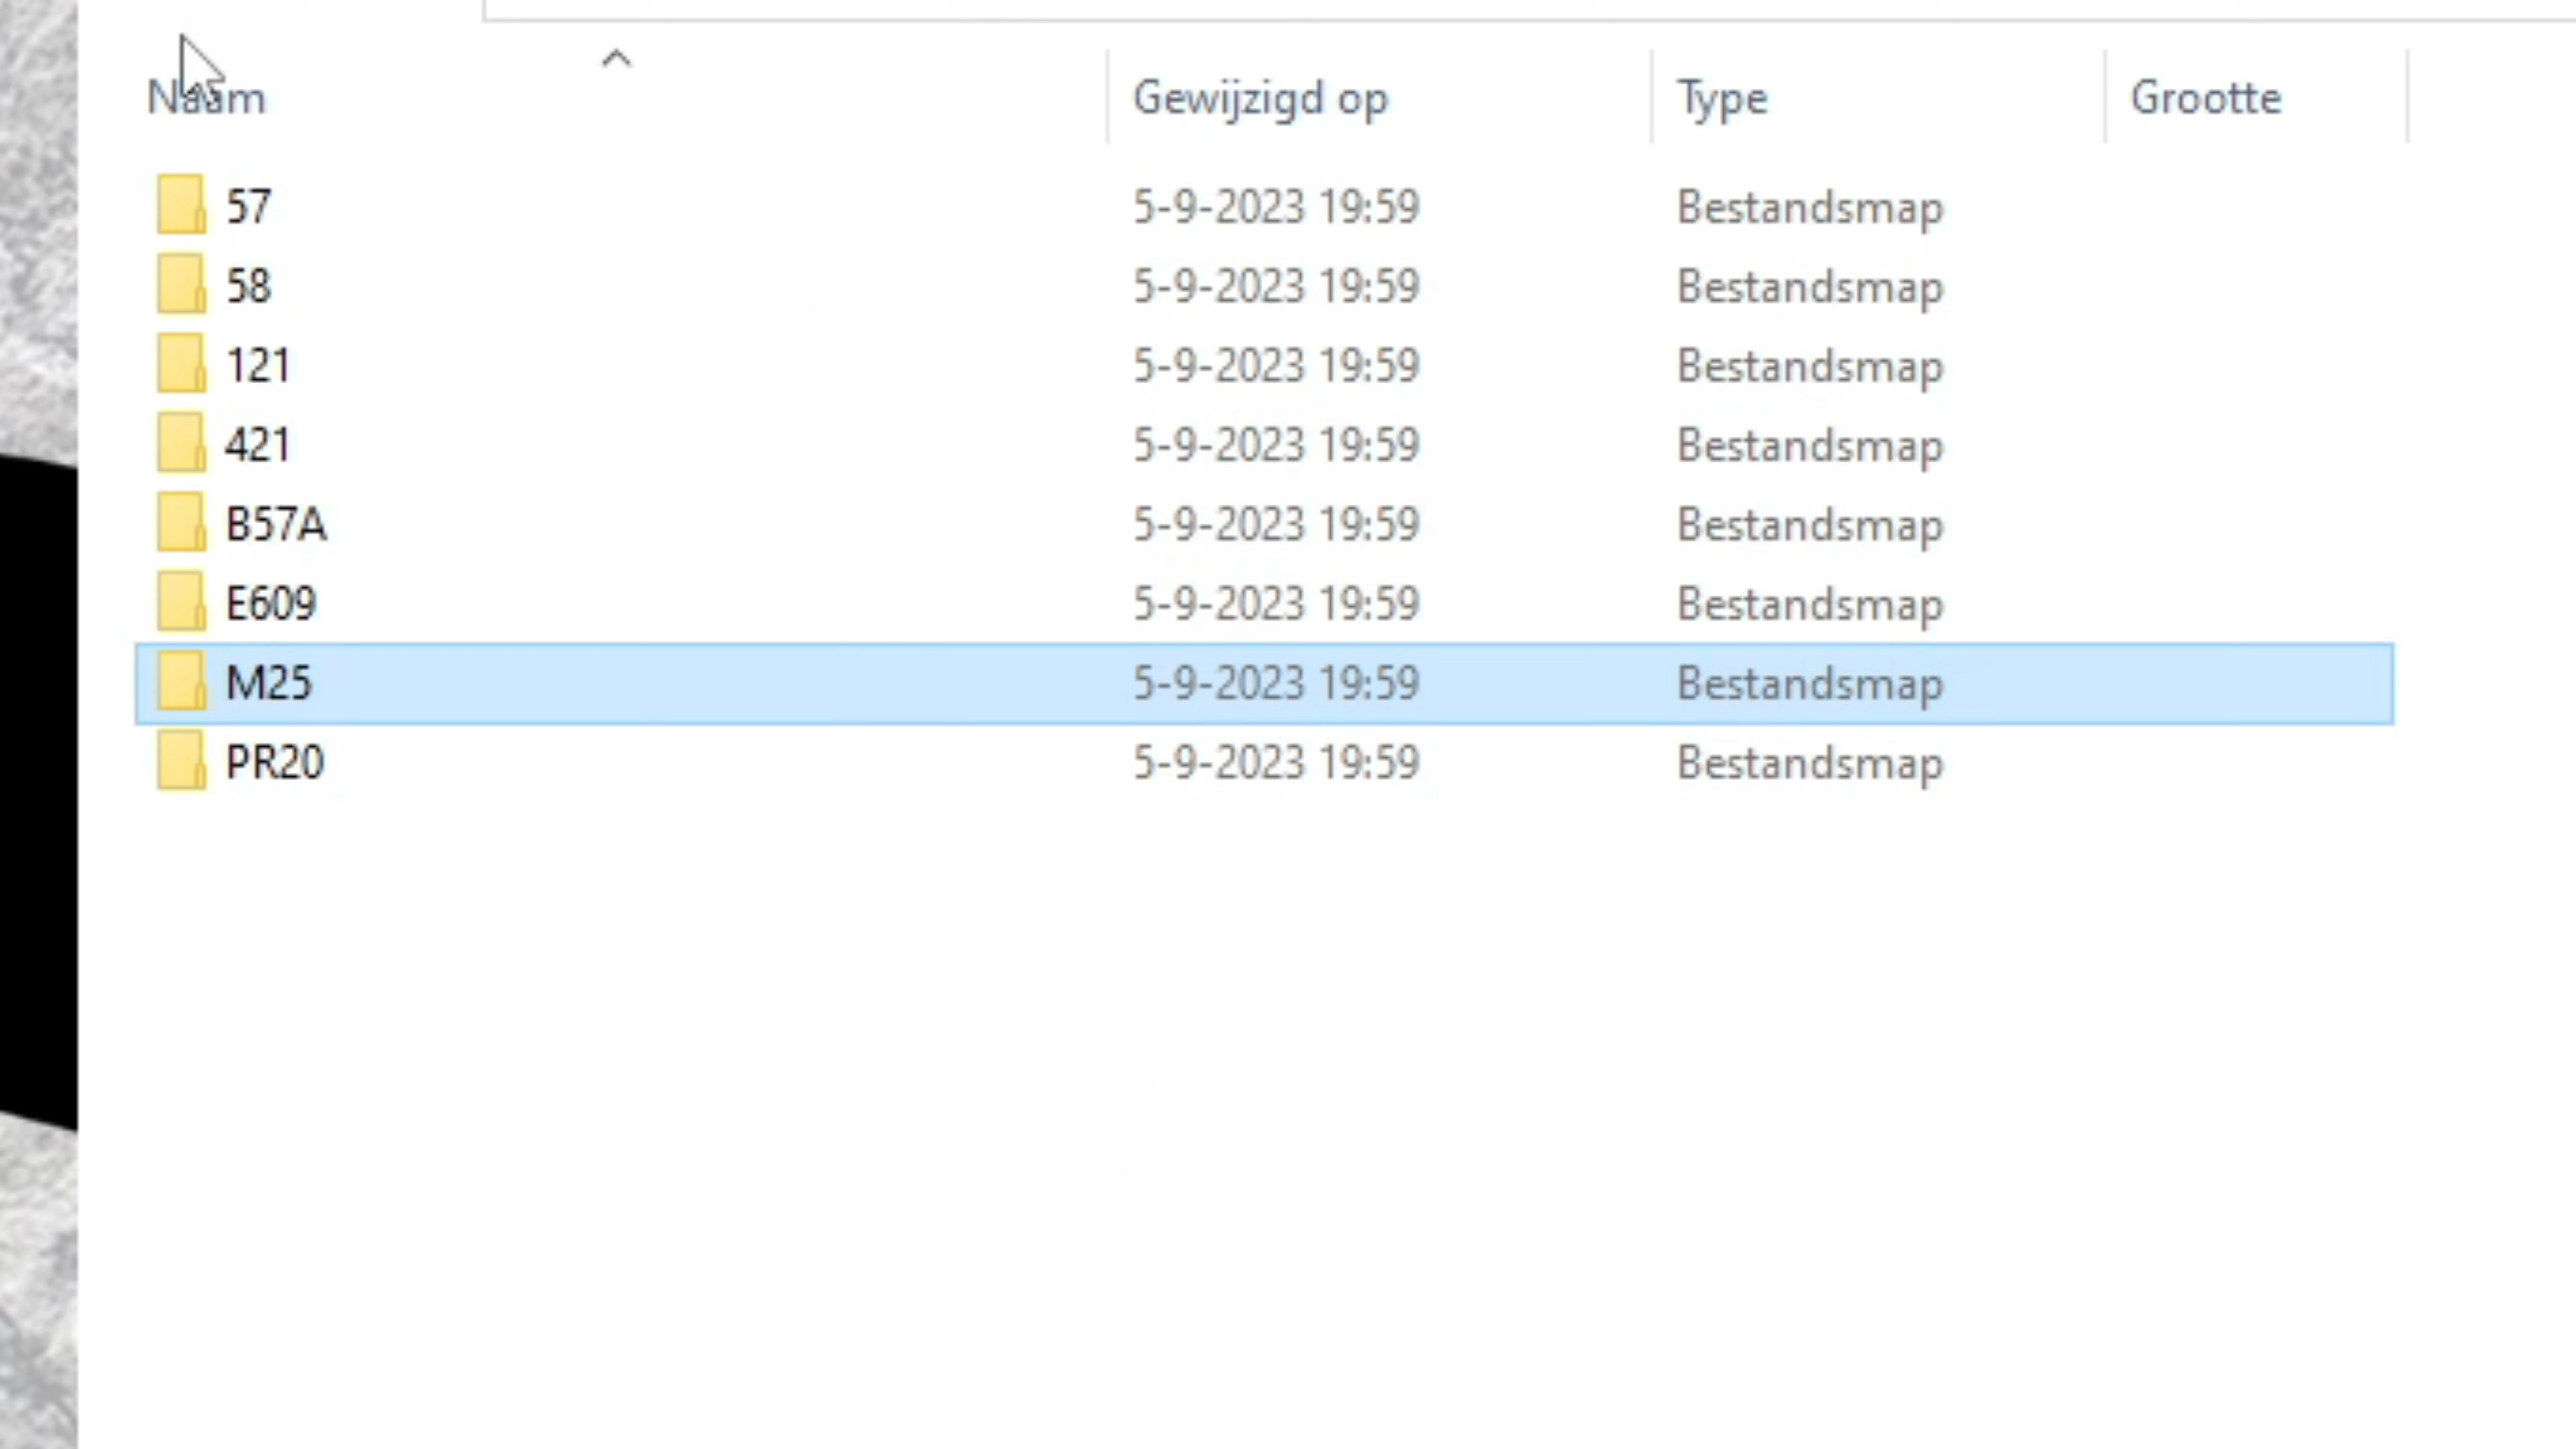 Naam Gewijzigd op Type Grootte
57 5-9-2023 19:59 Bestandsmap
58 5-9-2023 19:59 Bestandsmap
121 5-9-2023 19:59 Bestandsmap
421 5-9-2023 19:59 Bestandsmap
B57A 5-9-2023 19:59 Bestandsmap
E609 5-9-2023 19:59 Bestandsmap
M25 5-9-2023 19:59 Bestandsmap
PR20 5-9-2023 19:59 Bestandsmap